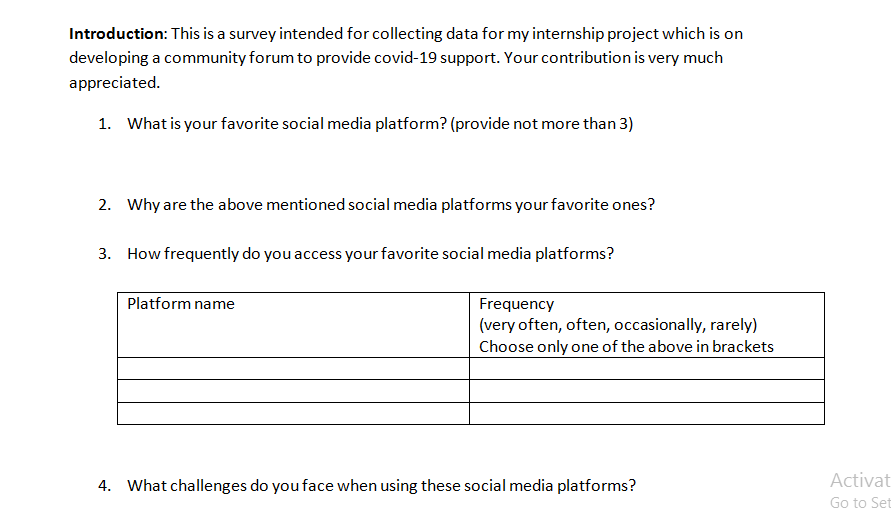 Introduction: This is a survey intended for collecting data for my internship project which is on
developing a community forum to provide covid-19 support. Your contribution is very much
appreciated.
1. What is your favorite social media platform? (provide not more than 3)
2. Why are the above mentioned social media platforms your favorite ones?
3. How frequently do you access your favorite social media platforms?
Platform name
Frequency
(very often, often, occasionally, rarely)
Choose only one of the above in brackets
4. What challenges do you face when using these social media platforms?
Activat
Go to Set